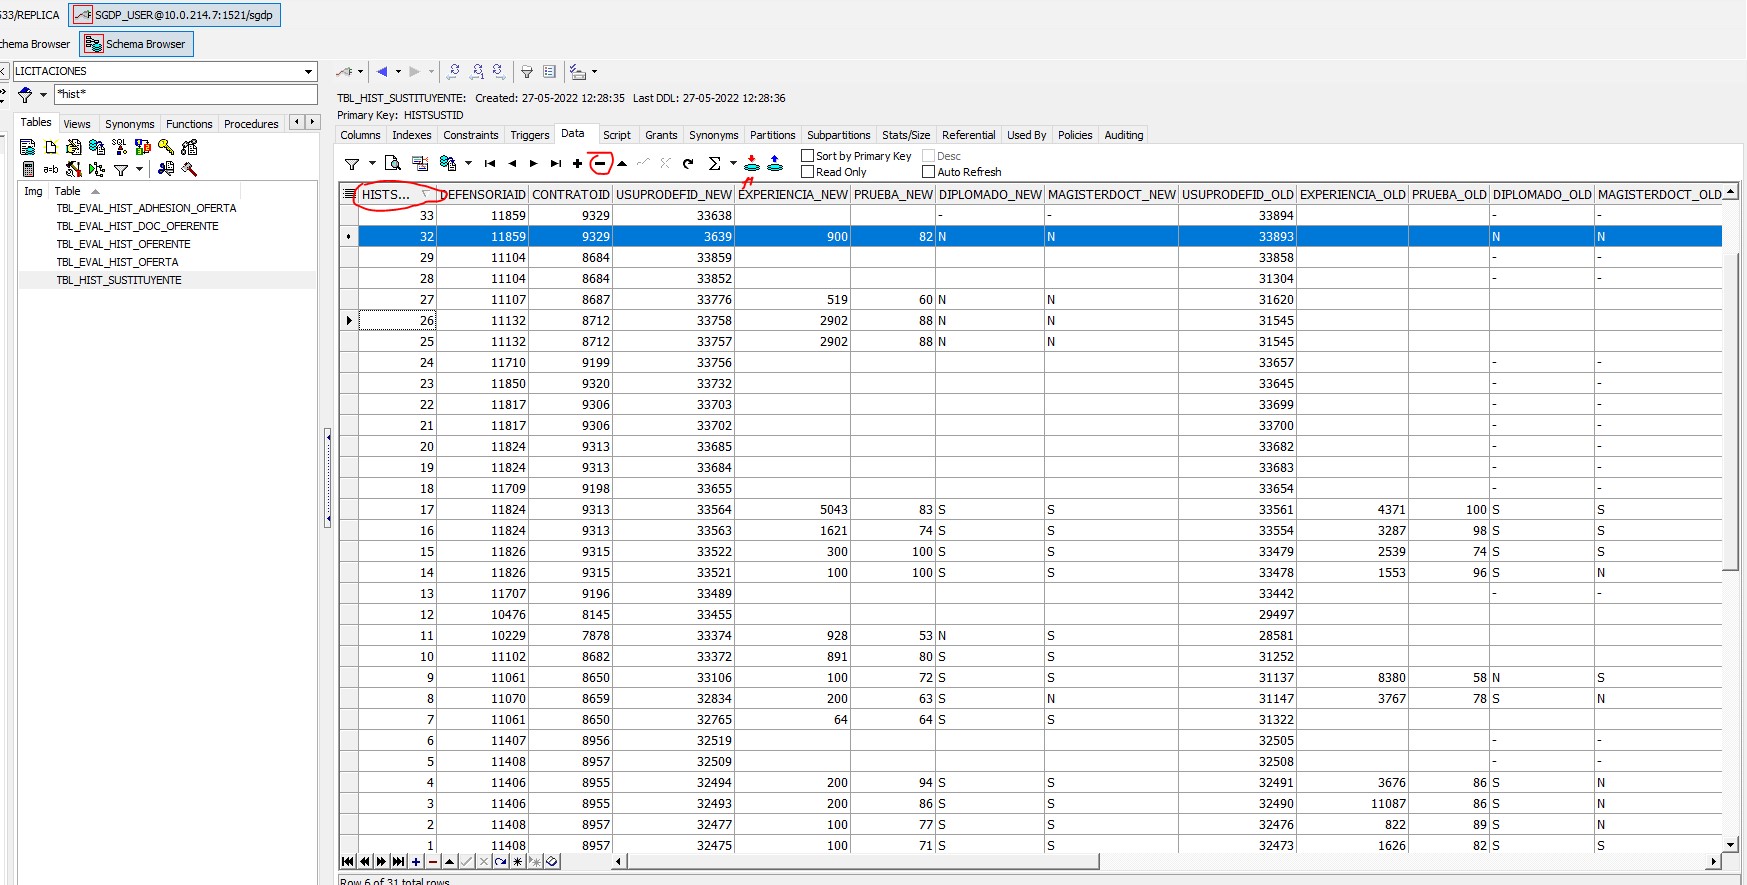 533/REPLICA SGDP_USER@10.0.214.7:1521/sgdp
chema Browser Schema Browser
LICITACIONES
*hist*
Tables Views Synonyms Functions Procedures
Img Table
TBL_EVAL_HIST_ADHESION_OFERTA
TBL_EVAL_HIST_DOC_OFERENTE
TBL_EVAL_HIST_OFERENTE
TBL_EVAL_HIST_OFERTA
TBL_HIST_SUSTITUYENTE
TBL_HIST_SUSTITUYENTE: Created: 27-05-2022 12:28:35 Last DDL: 27-05-2022 12:28:36
Primary Key: HISTSUSTID
Columns Indexes Constraints Triggers Data Script Grants Synonyms Partitions Subpartitions Stats/Size Referential Used By Policies Auditing
Sort by Primary Key Desc
Read Only Auto Refresh
HISTS... DEFENSORIAID CONTRATOID USUPRODEFID_NEW EXPERIENCIA_NEW PRUEBA_NEW DIPLOMADO_NEW MAGISTERDOCT_NEW USUPRODEFID_OLD EXPERIENCIA_OLD PRUEBA_OLD DIPLOMADO_OLD MAGISTERDOCT_OLD
33 11859 9329 33638 - - 33894 - -
32 11859 9329 3639 900 82 N N 33893 N N
29 11104 8684 33859 33858 - -
28 11104 8684 33852 31304 - -
27 11107 8687 33776 519 60 N N 31620
26 11132 8712 33758 2902 88 N N 31545
25 11132 8712 33757 2902 88 N N 31545
24 11710 9199 33756 33657 - -
23 11850 9320 33732 33645 - -
22 11817 9306 33703 33699 - -
21 11817 9306 33702 33700 - -
20 11824 9313 33685 33682 - -
19 11824 9313 33684 33683 - -
18 11709 9198 33655 33654 - -
17 11824 9313 33564 5043 83 S S 33561 4371 100 S S
16 11824 9313 33563 1621 74 S S 33554 3287 98 S S
15 11826 9315 33522 300 100 S S 33479 2539 74 S S
14 11826 9315 33521 100 100 S S 33478 1553 96 S N
13 11707 9196 33489 33442 - -
12 10476 8145 33455 29497
11 10229 7878 33374 928 53 N S 28581
10 11102 8682 33372 891 80 S S 31252
9 11061 8650 33106 100 72 S S 31137 8380 58 N S
8 11070 8659 32834 200 63 S N 31147 3767 78 S N
7 11061 8650 32765 64 64 S S 31322
6 11407 8956 32519 32505 - -
5 11408 8957 32509 32508 - -
4 11406 8955 32494 200 94 S S 32491 3676 86 S N
3 11406 8955 32493 200 86 S S 32490 11087 86 S N
2 11408 8957 32477 100 77 S S 32476 822 89 S N
1 11408 8957 32475 100 71 S S 32473 1626 82 S S
Row 6 of 31 total rows